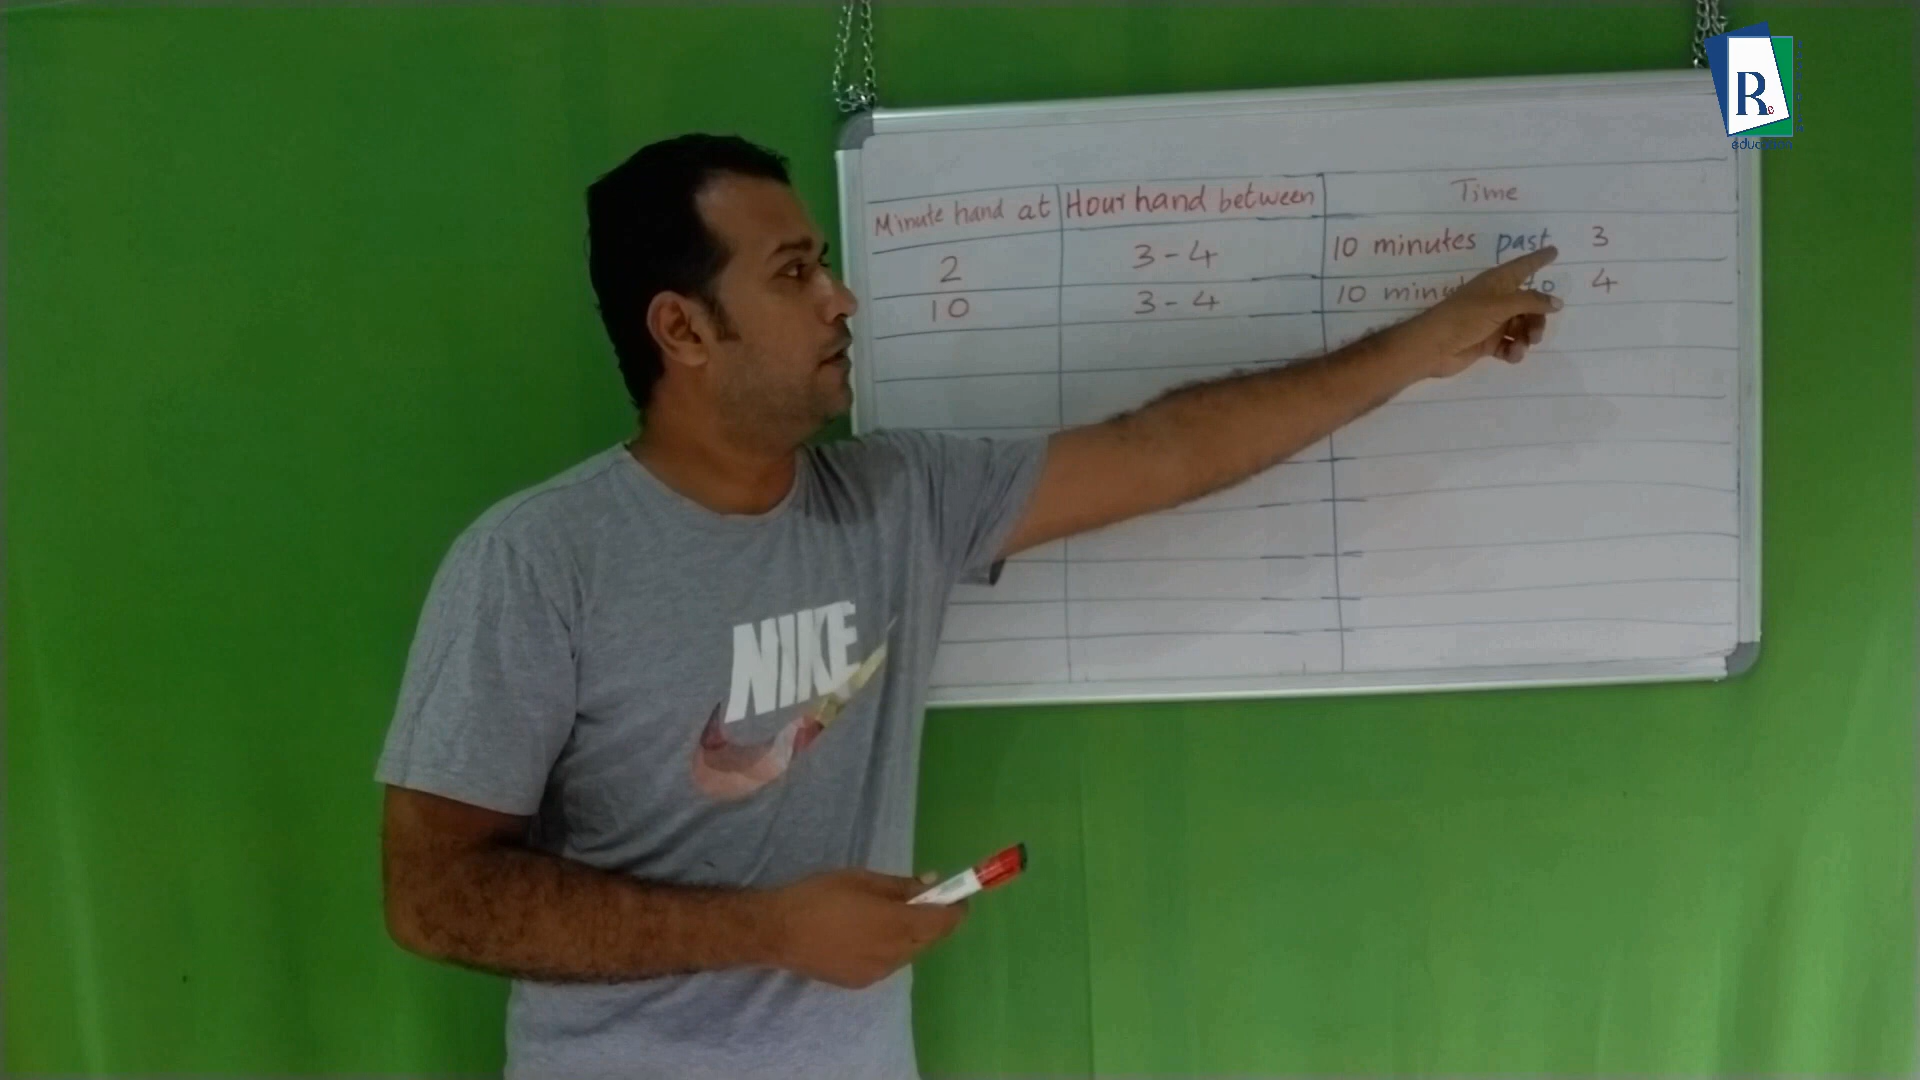 R
e
education
Minute hand at Hour hand between Time
2 3-4 10 minutes past 3
10 3-4 10 to 4
NIKE